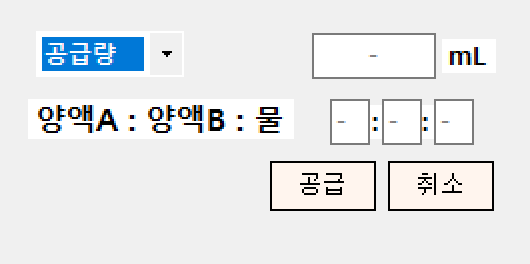 공급량 - mL
양액A : 양액B : 물 - : - : -
공급 취소